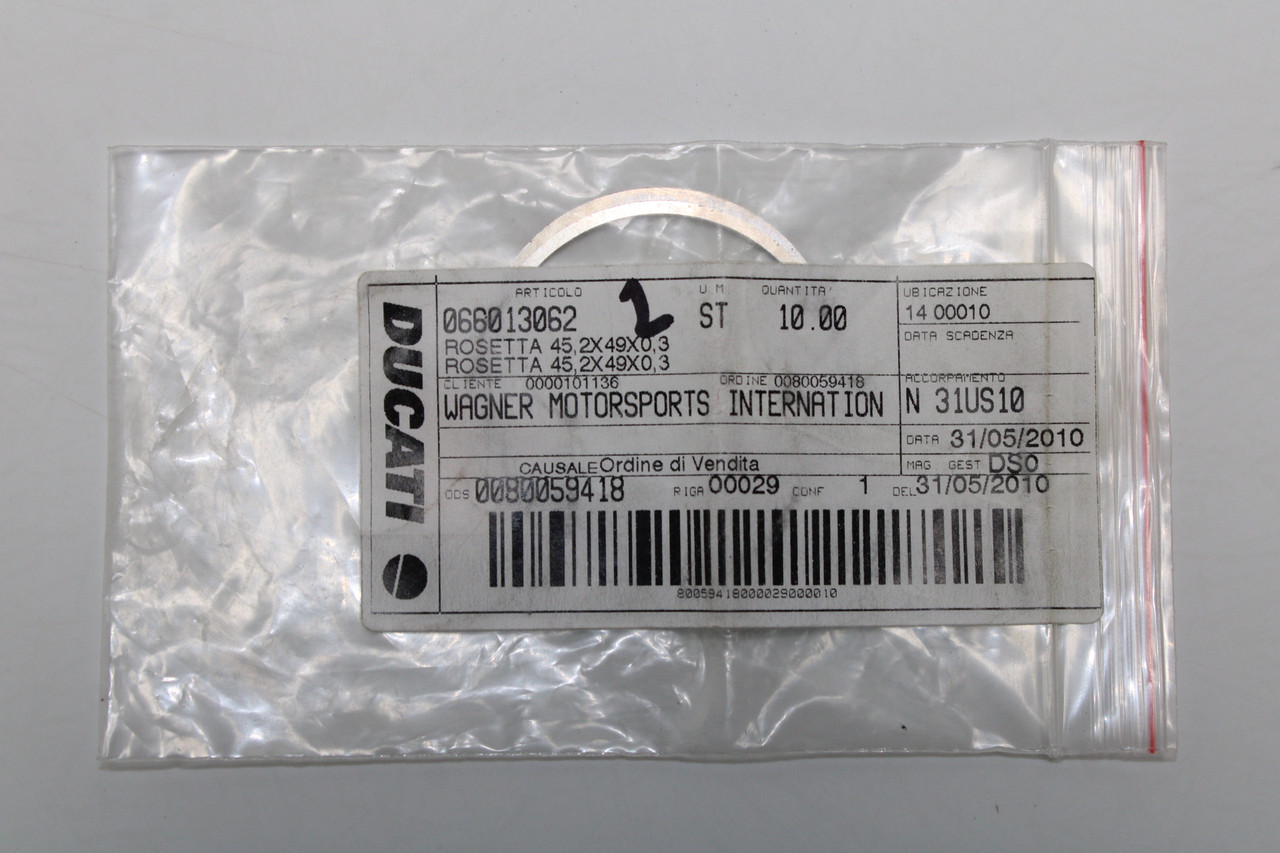 DUCATI
ARTICOLO U.M. QUANTITA'
066013062 2 ST 10.00
ROSETTA 45,2X49X0,3
ROSETTA 45,2X49X0,3
CLIENTE 0000101136 ORDINE 0080059418
WAGNER MOTORSPORTS INTERNATION
UBICAZIONE
14 00010
DATA SCADENZA
ACCORPAMENTO
N 31US10
DATA 31/05/2010
CAUSALE Ordine di Vendita
MAG GEST DS0
ODS 0080059418 RIGA 00029 CONF 1 DEL 31/05/2010
80059418000029000010